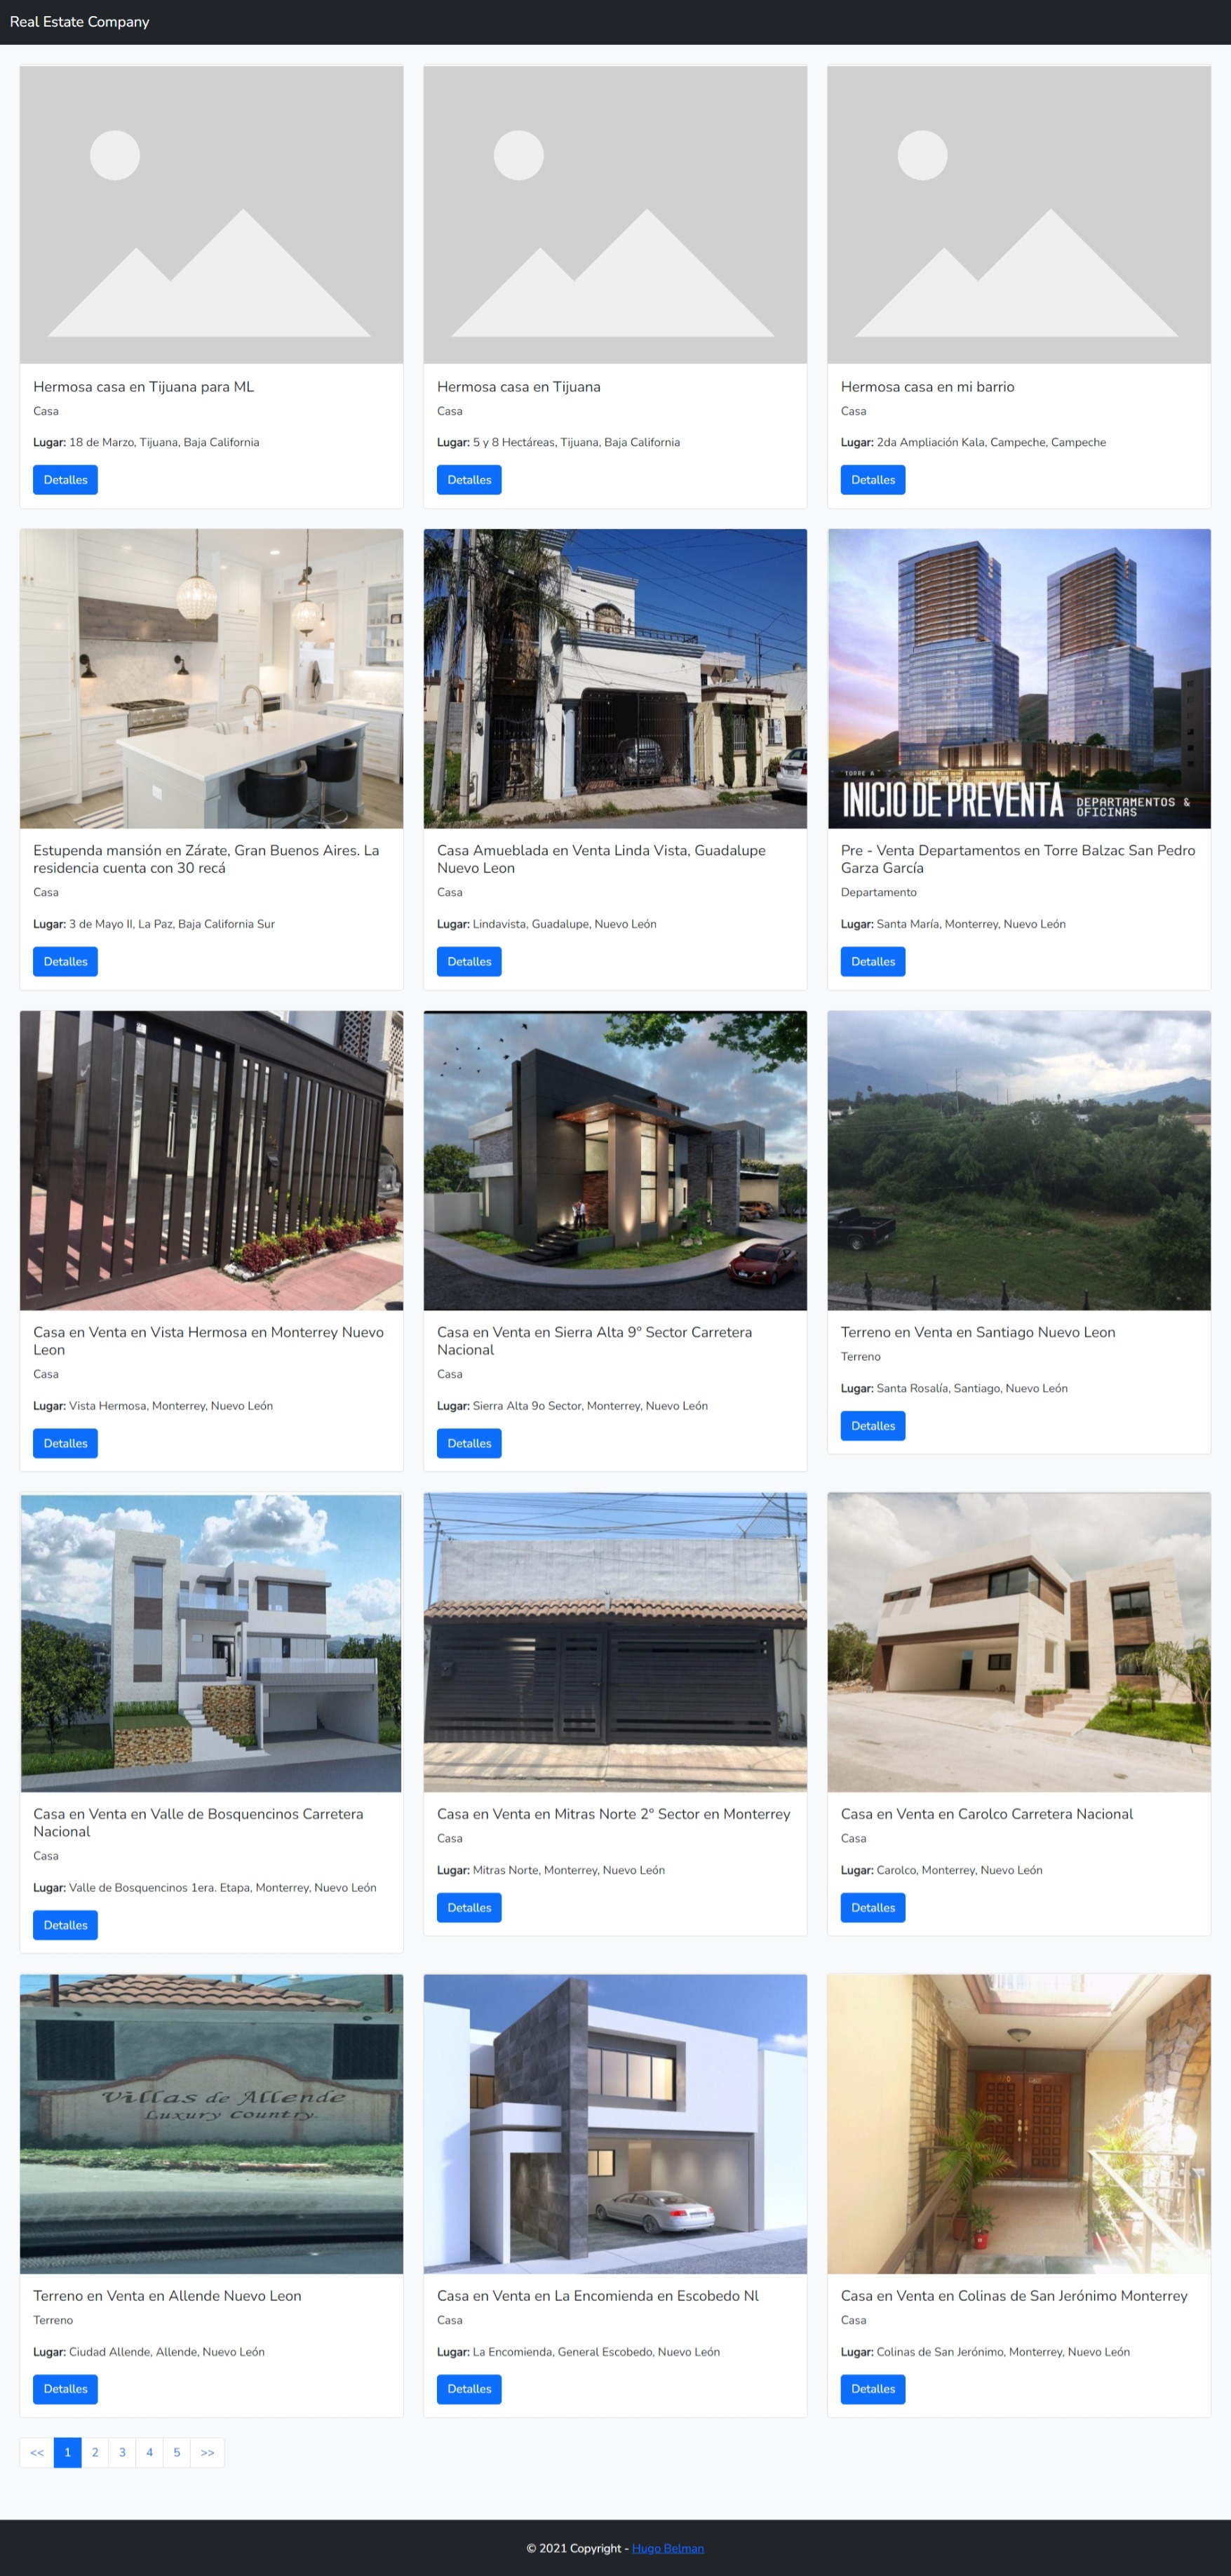 Real Estate Company
Hermosa casa en Tijuana para ML
Casa
Lugar: 18 de Marzo, Tijuana, Baja California
Detalles
Hermosa casa en Tijuana
Casa
Lugar: 5 y 8 Hectáreas, Tijuana, Baja California
Detalles
Hermosa casa en mi barrio
Casa
Lugar: 2da Ampliación Kala, Campeche, Campeche
Detalles
Estupenda mansión en Zárate, Gran Buenos Aires. La
residencia cuenta con 30 recá
Casa
Lugar: 3 de Mayo II, La Paz, Baja California Sur
Detalles
Casa Amueblada en Venta Linda Vista, Guadalupe
Nuevo Leon
Casa
Lugar: Lindavista, Guadalupe, Nuevo León
Detalles
TORRE A
INICIO DE PREVENTA
DEPARTAMENTOS &
OFICINAS
Pre - Venta Departamentos en Torre Balzac San Pedro
Garza García
Departamento
Lugar: Santa María, Monterrey, Nuevo León
Detalles
Casa en Venta en Vista Hermosa en Monterrey Nuevo
Leon
Casa
Lugar: Vista Hermosa, Monterrey, Nuevo León
Detalles
Casa en Venta en Sierra Alta 9º Sector Carretera
Nacional
Casa
Lugar: Sierra Alta 9o Sector, Monterrey, Nuevo León
Detalles
Terreno en Venta en Santiago Nuevo Leon
Terreno
Lugar: Santa Rosalía, Santiago, Nuevo León
Detalles
Casa en Venta en Valle de Bosquencinos Carretera
Nacional
Casa
Lugar: Valle de Bosquencinos 1era. Etapa, Monterrey, Nuevo León
Detalles
Casa en Venta en Mitras Norte 2º Sector en Monterrey
Casa
Lugar: Mitras Norte, Monterrey, Nuevo León
Detalles
Casa en Venta en Carolco Carretera Nacional
Casa
Lugar: Carolco, Monterrey, Nuevo León
Detalles
Villas de Allende
Luxury Country.
Terreno en Venta en Allende Nuevo Leon
Terreno
Lugar: Ciudad Allende, Allende, Nuevo León
Detalles
Casa en Venta en La Encomienda en Escobedo Nl
Casa
Lugar: La Encomienda, General Escobedo, Nuevo León
Detalles
Casa en Venta en Colinas de San Jerónimo Monterrey
Casa
Lugar: Colinas de San Jerónimo, Monterrey, Nuevo León
Detalles
<< 1 2 3 4 5 >>
© 2021 Copyright - Hugo Belman